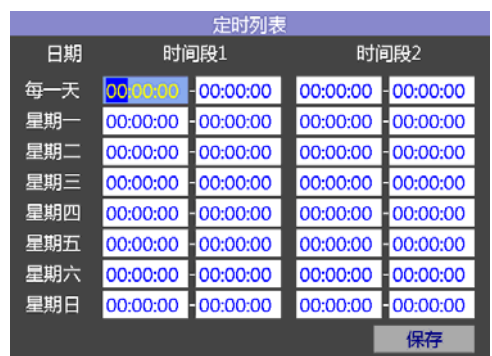 定时列表
日期 时间段1 时间段2
每一天 00:00:00 - 00:00:00 00:00:00 - 00:00:00
星期一 00:00:00 - 00:00:00 00:00:00 - 00:00:00
星期二 00:00:00 - 00:00:00 00:00:00 - 00:00:00
星期三 00:00:00 - 00:00:00 00:00:00 - 00:00:00
星期四 00:00:00 - 00:00:00 00:00:00 - 00:00:00
星期五 00:00:00 - 00:00:00 00:00:00 - 00:00:00
星期六 00:00:00 - 00:00:00 00:00:00 - 00:00:00
星期日 00:00:00 - 00:00:00 00:00:00 - 00:00:00
保存